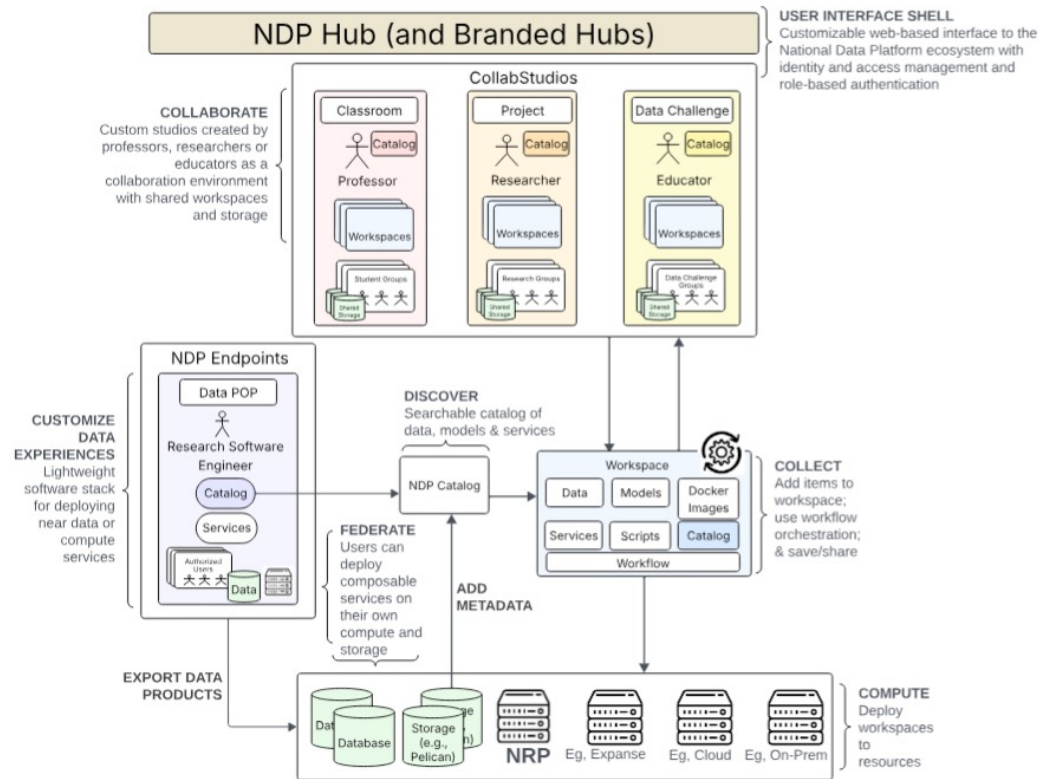 NDP Hub (and Branded Hubs)
USER INTERFACE SHELL
Customizable web-based interface to the
National Data Platform ecosystem with
identity and access management and
role-based authentication
CollabStudios
COLLABORATE
Custom studios created by
professors, researchers or
educators as a
collaboration environment
with shared workspaces
and storage
Classroom
Catalog
Professor
Workspaces
Student Groups
Shared
Storage
Project
Catalog
Researcher
Workspaces
Research Groups
Shared
Storage
Data Challenge
Catalog
Educator
Workspaces
Data Challenge
Groups
Shared
Storage
NDP Endpoints
Data POP
Research Software
Engineer
Catalog
Services
Authorized
Users
Data
CUSTOMIZE
DATA
EXPERIENCES
Lightweight
software stack
for deploying
near data or
compute
services
DISCOVER
Searchable catalog of
data, models & services
NDP Catalog
FEDERATE
Users can
deploy
composable
services on
their own
compute and
storage
ADD
METADATA
Workspace
Data
Models
Docker
Images
Services
Scripts
Catalog
Workflow
COLLECT
Add items to
workspace;
use workflow
orchestration;
& save/share
EXPORT DATA
PRODUCTS
Database
Storage
(e.g.,
Pelican)
NRP
Eg, Expanse
Eg, Cloud
Eg, On-Prem
COMPUTE
Deploy
workspaces
to
resources